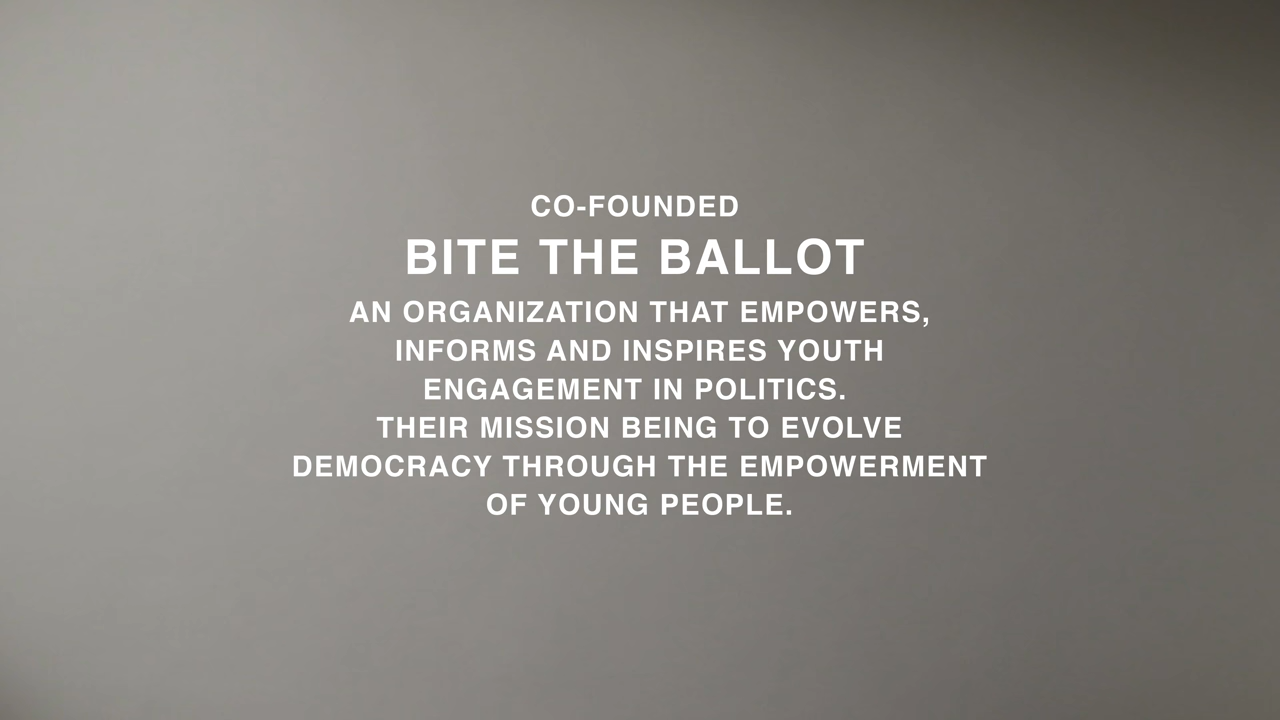 CO-FOUNDED
BITE THE BALLOT
AN ORGANIZATION THAT EMPOWERS,
INFORMS AND INSPIRES YOUTH
ENGAGEMENT IN POLITICS.
THEIR MISSION BEING TO EVOLVE
DEMOCRACY THROUGH THE EMPOWERMENT
OF YOUNG PEOPLE.